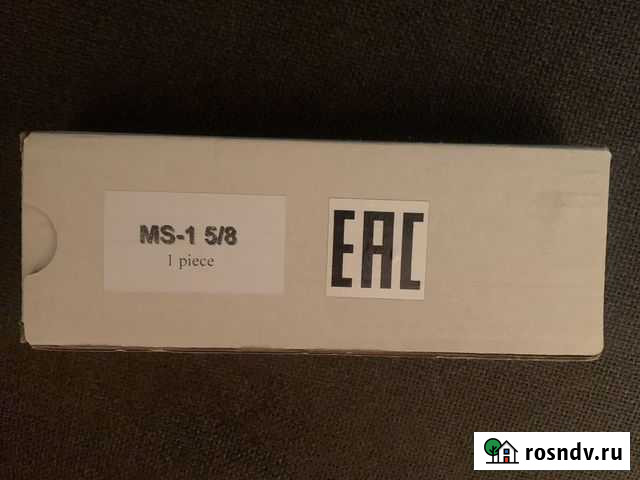 MS-1 5/8
1 piece
EAC
rosndv.ru